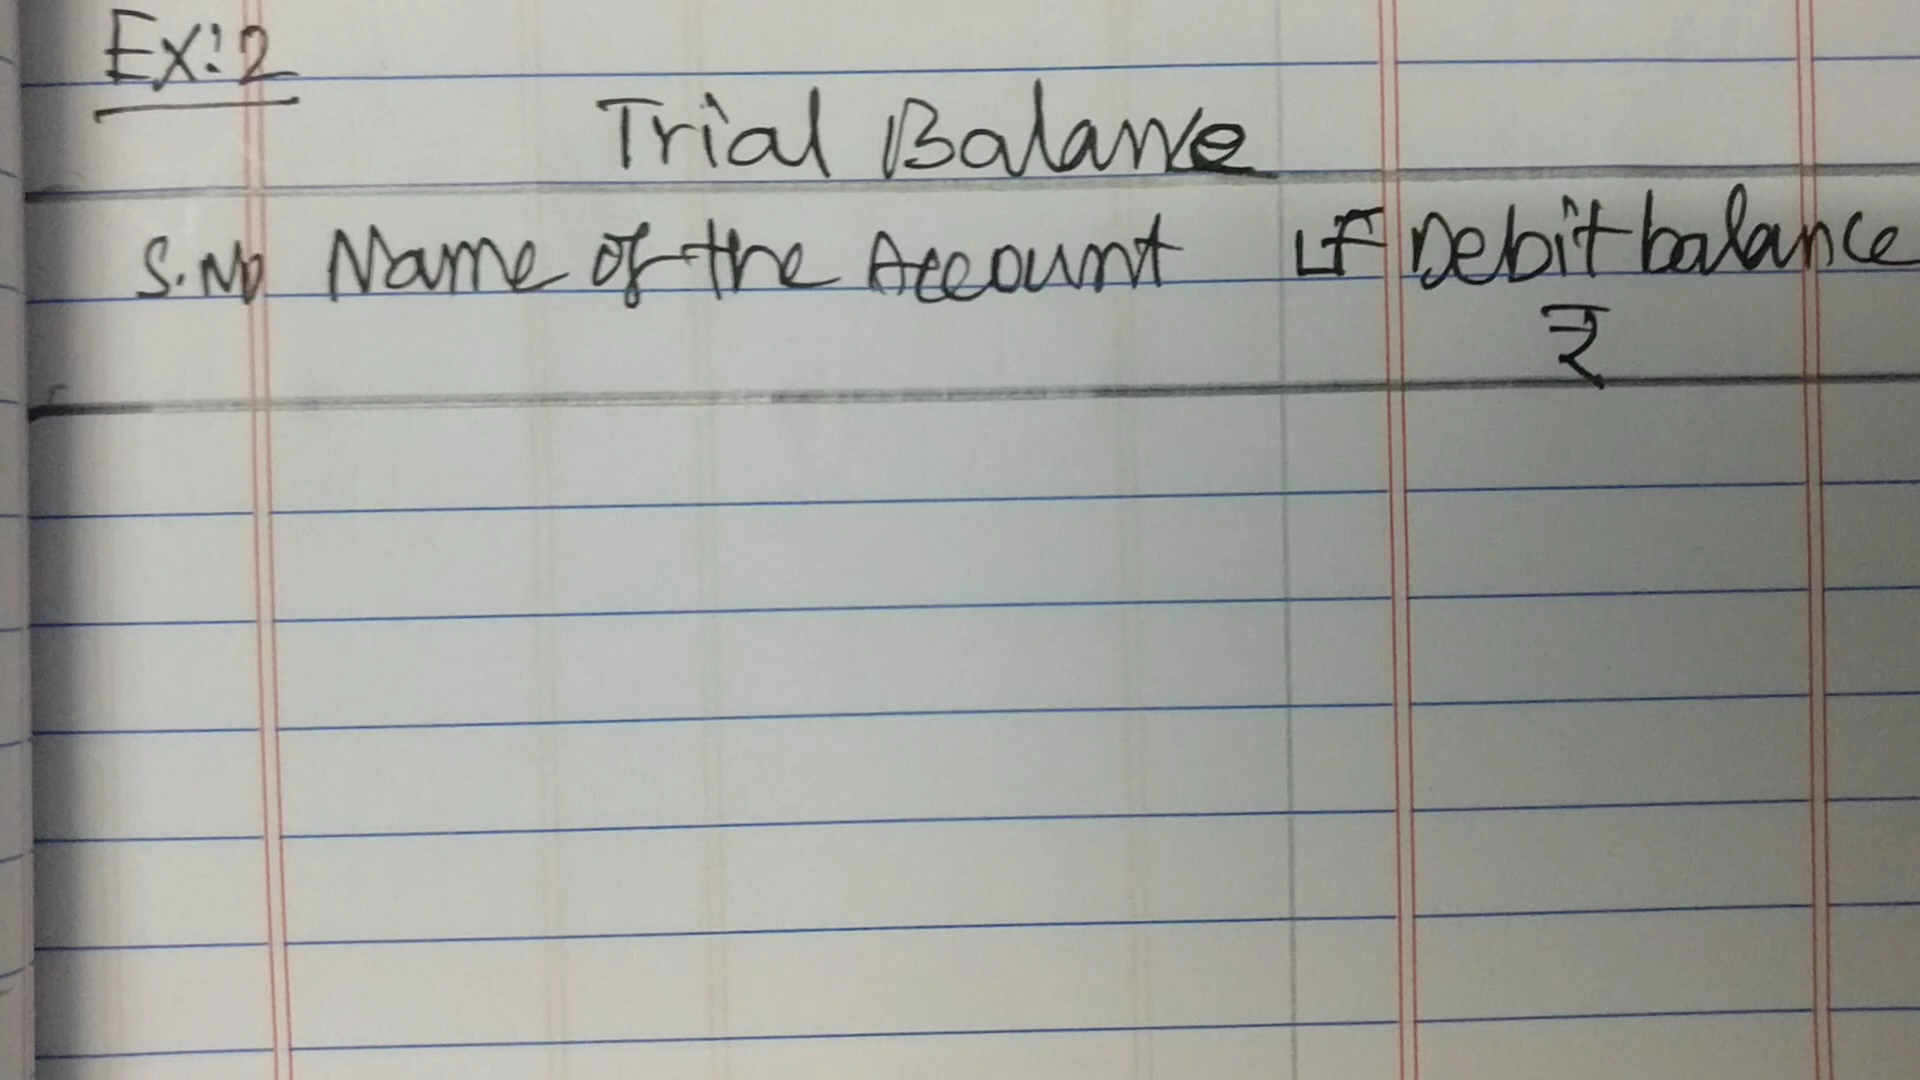 Ex:2
Trial Balance
S.No Name of the Account LF Debit balance
₹